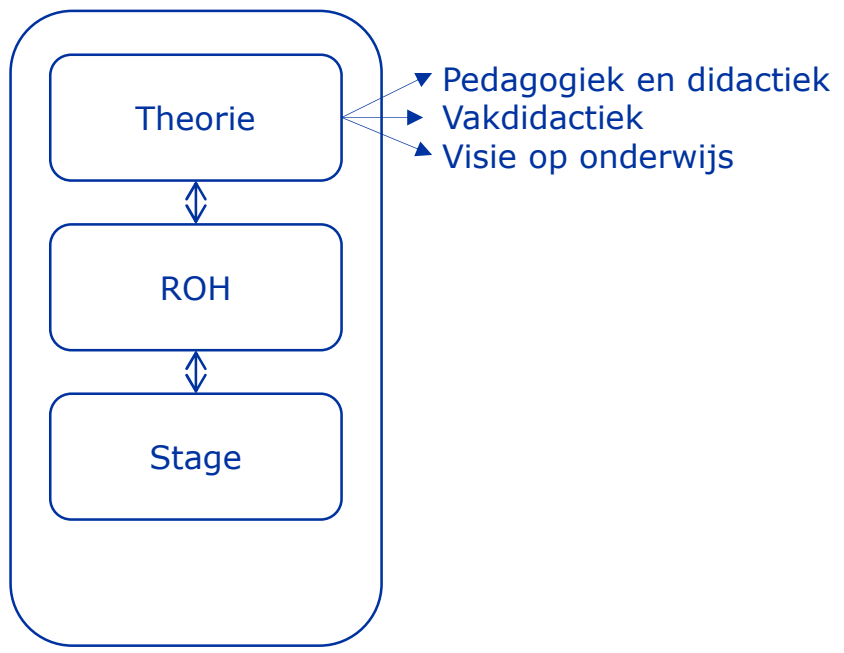 Theorie
Pedagogiek en didactiek
Vakdidactiek
Visie op onderwijs
ROH
Stage